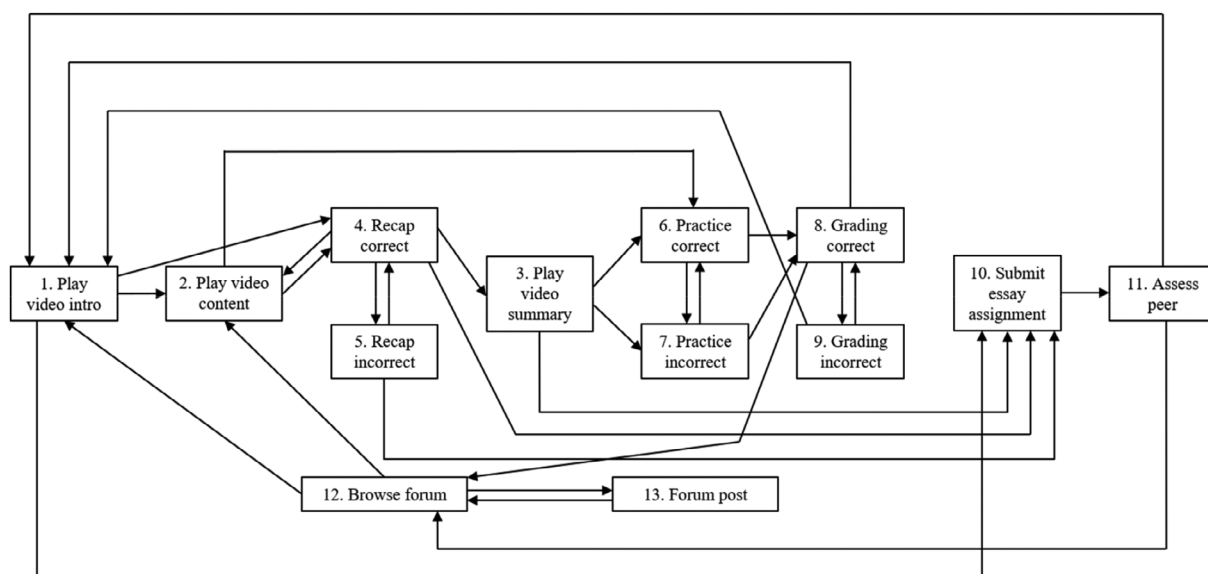 1. Play
video intro
2. Play video
content
4. Recap
correct
5. Recap
incorrect
3. Play
video
summary
6. Practice
correct
7. Practice
incorrect
8. Grading
correct
9. Grading
incorrect
10. Submit
essay
assignment
11. Assess
peer
12. Browse forum
13. Forum post